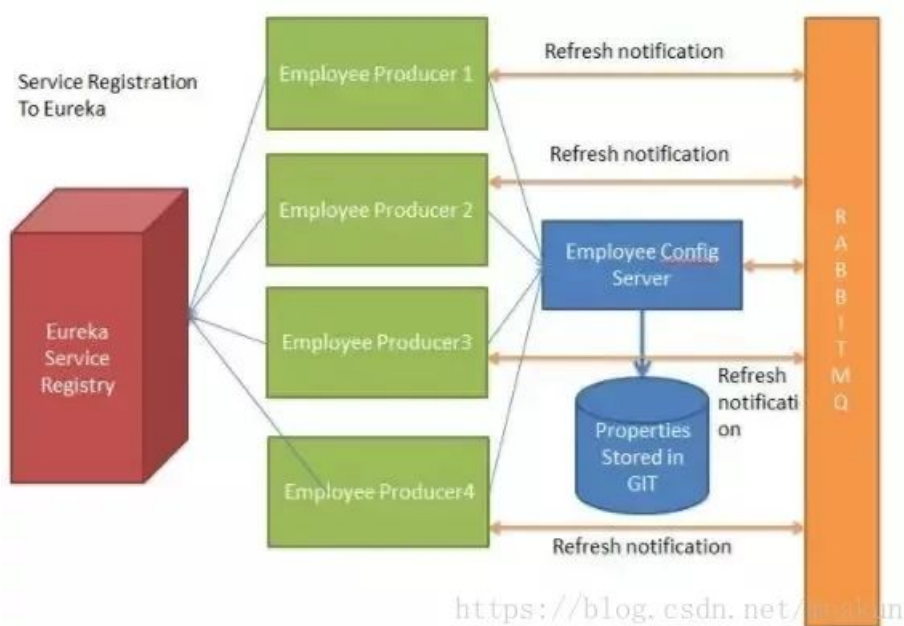 Service Registration
To Eureka
Employee Producer 1
Refresh notification
Employee Producer 2
Refresh notification
Employee Config
Server
RABBITMQ
Eureka
Service
Registry
Employee Producer3
Refresh
notificati
on
Properties
Stored in
GIT
Employee Producer4
Refresh notification
https://blog.csdn.net/